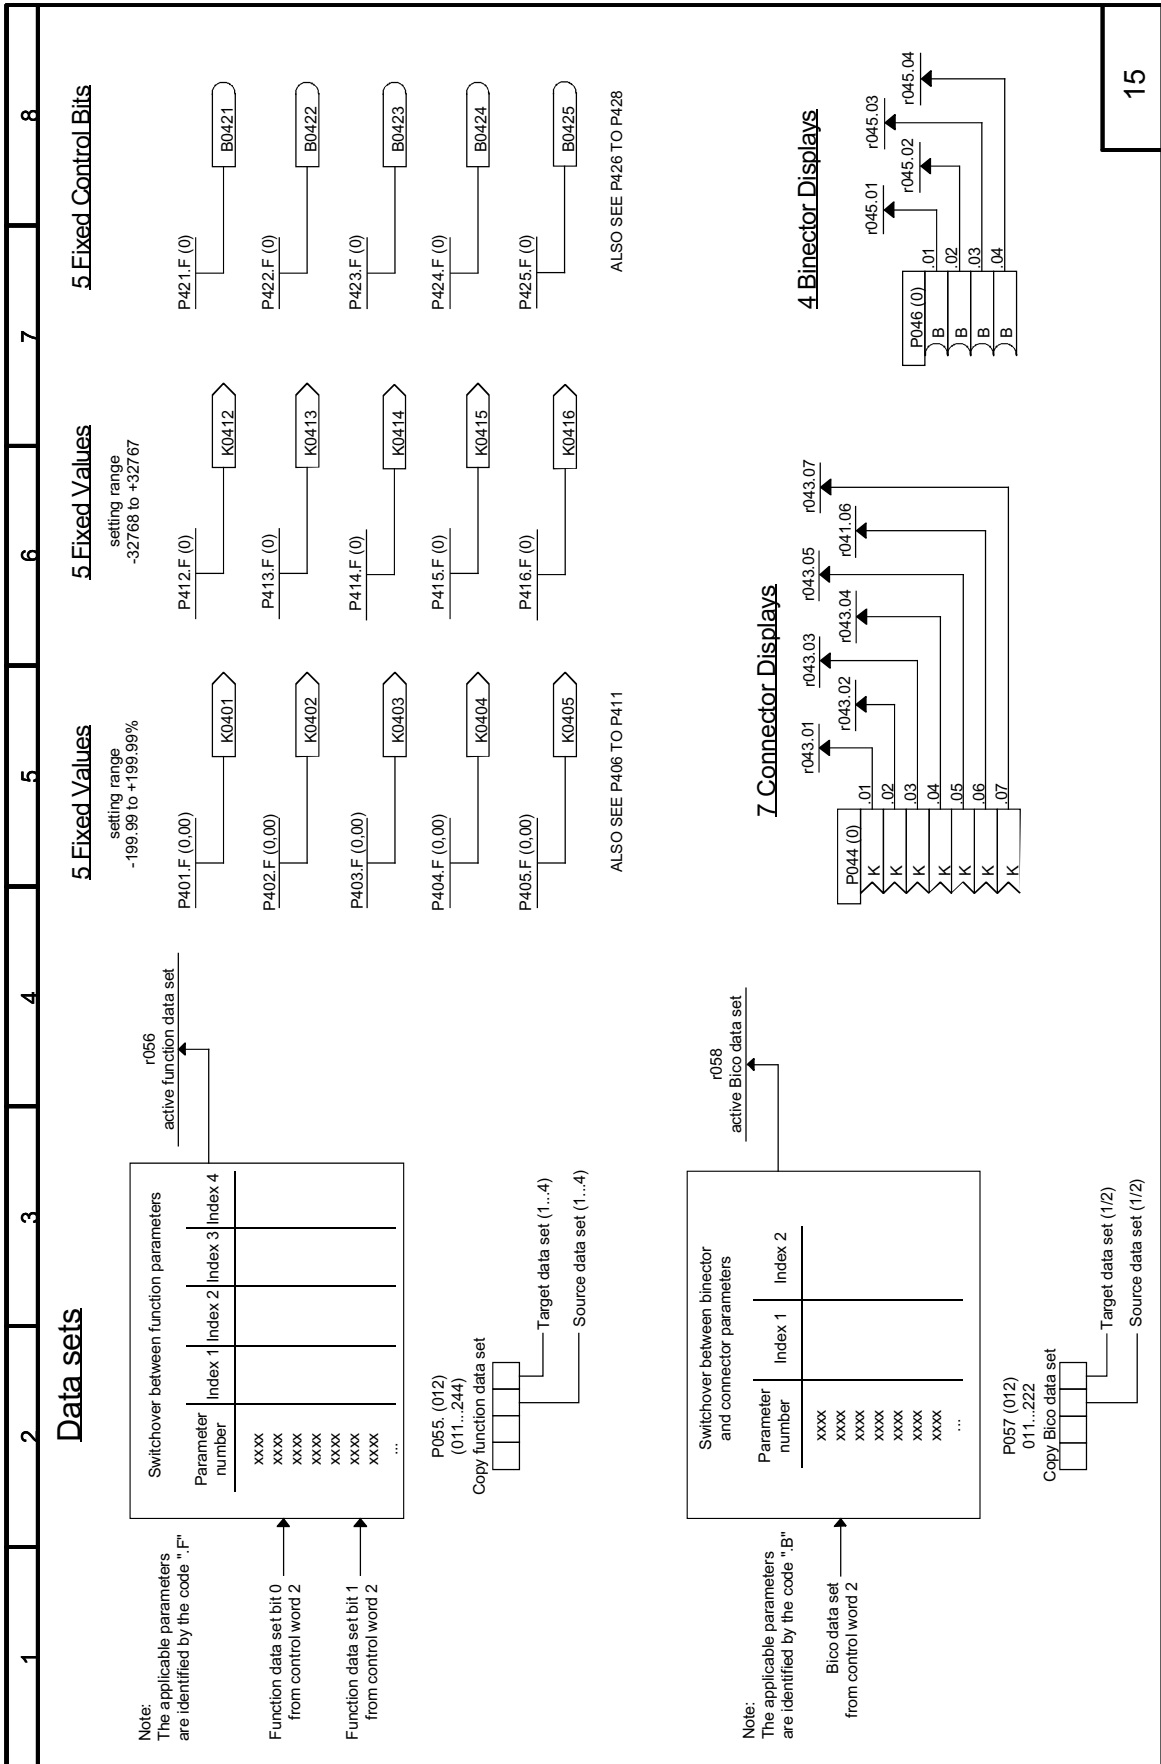 1 2 3 4 5 6 7 8
Data sets
Note:
The applicable parameters
are identified by the code ".F"
Function data set bit 0
from control word 2
Function data set bit 1
from control word 2
Switchover between function parameters
Parameter
number
Index 1 Index 2 Index 3 Index 4
xxxx
xxxx
xxxx
xxxx
xxxx
xxxx
xxxx
...
r056
active function data set
P055. (012)
(011...244)
Copy function data set
Target data set (1...4)
Source data set (1...4)
Note:
The applicable parameters
are identified by the code ".B"
Bico data set
from control word 2
Switchover between binector
and connector parameters
Parameter
number
Index 1 Index 2
xxxx
xxxx
xxxx
xxxx
xxxx
xxxx
xxxx
...
r058
active Bico data set
P057 (012)
011...222
Copy Bico data set
Target data set (1/2)
Source data set (1/2)
5 Fixed Values
setting range
-199.99 to +199.99%
P401.F (0,00) K0401
P402.F (0,00) K0402
P403.F (0,00) K0403
P404.F (0,00) K0404
P405.F (0,00) K0405
ALSO SEE P406 TO P411
5 Fixed Values
setting range
-32768 to +32767
P412.F (0) K0412
P413.F (0) K0413
P414.F (0) K0414
P415.F (0) K0415
P416.F (0) K0416
5 Fixed Control Bits
P421.F (0) B0421
P422.F (0) B0422
P423.F (0) B0423
P424.F (0) B0424
P425.F (0) B0425
ALSO SEE P426 TO P428
7 Connector Displays
r043.01
r043.02
r043.03
r043.04
r043.05
r041.06
r043.07
P044 (0)
K .01
K .02
K .03
K .04
K .05
K .06
K .07
4 Binector Displays
r045.01
r045.02
r045.03
r045.04
P046 (0)
B .01
B .02
B .03
B .04
15